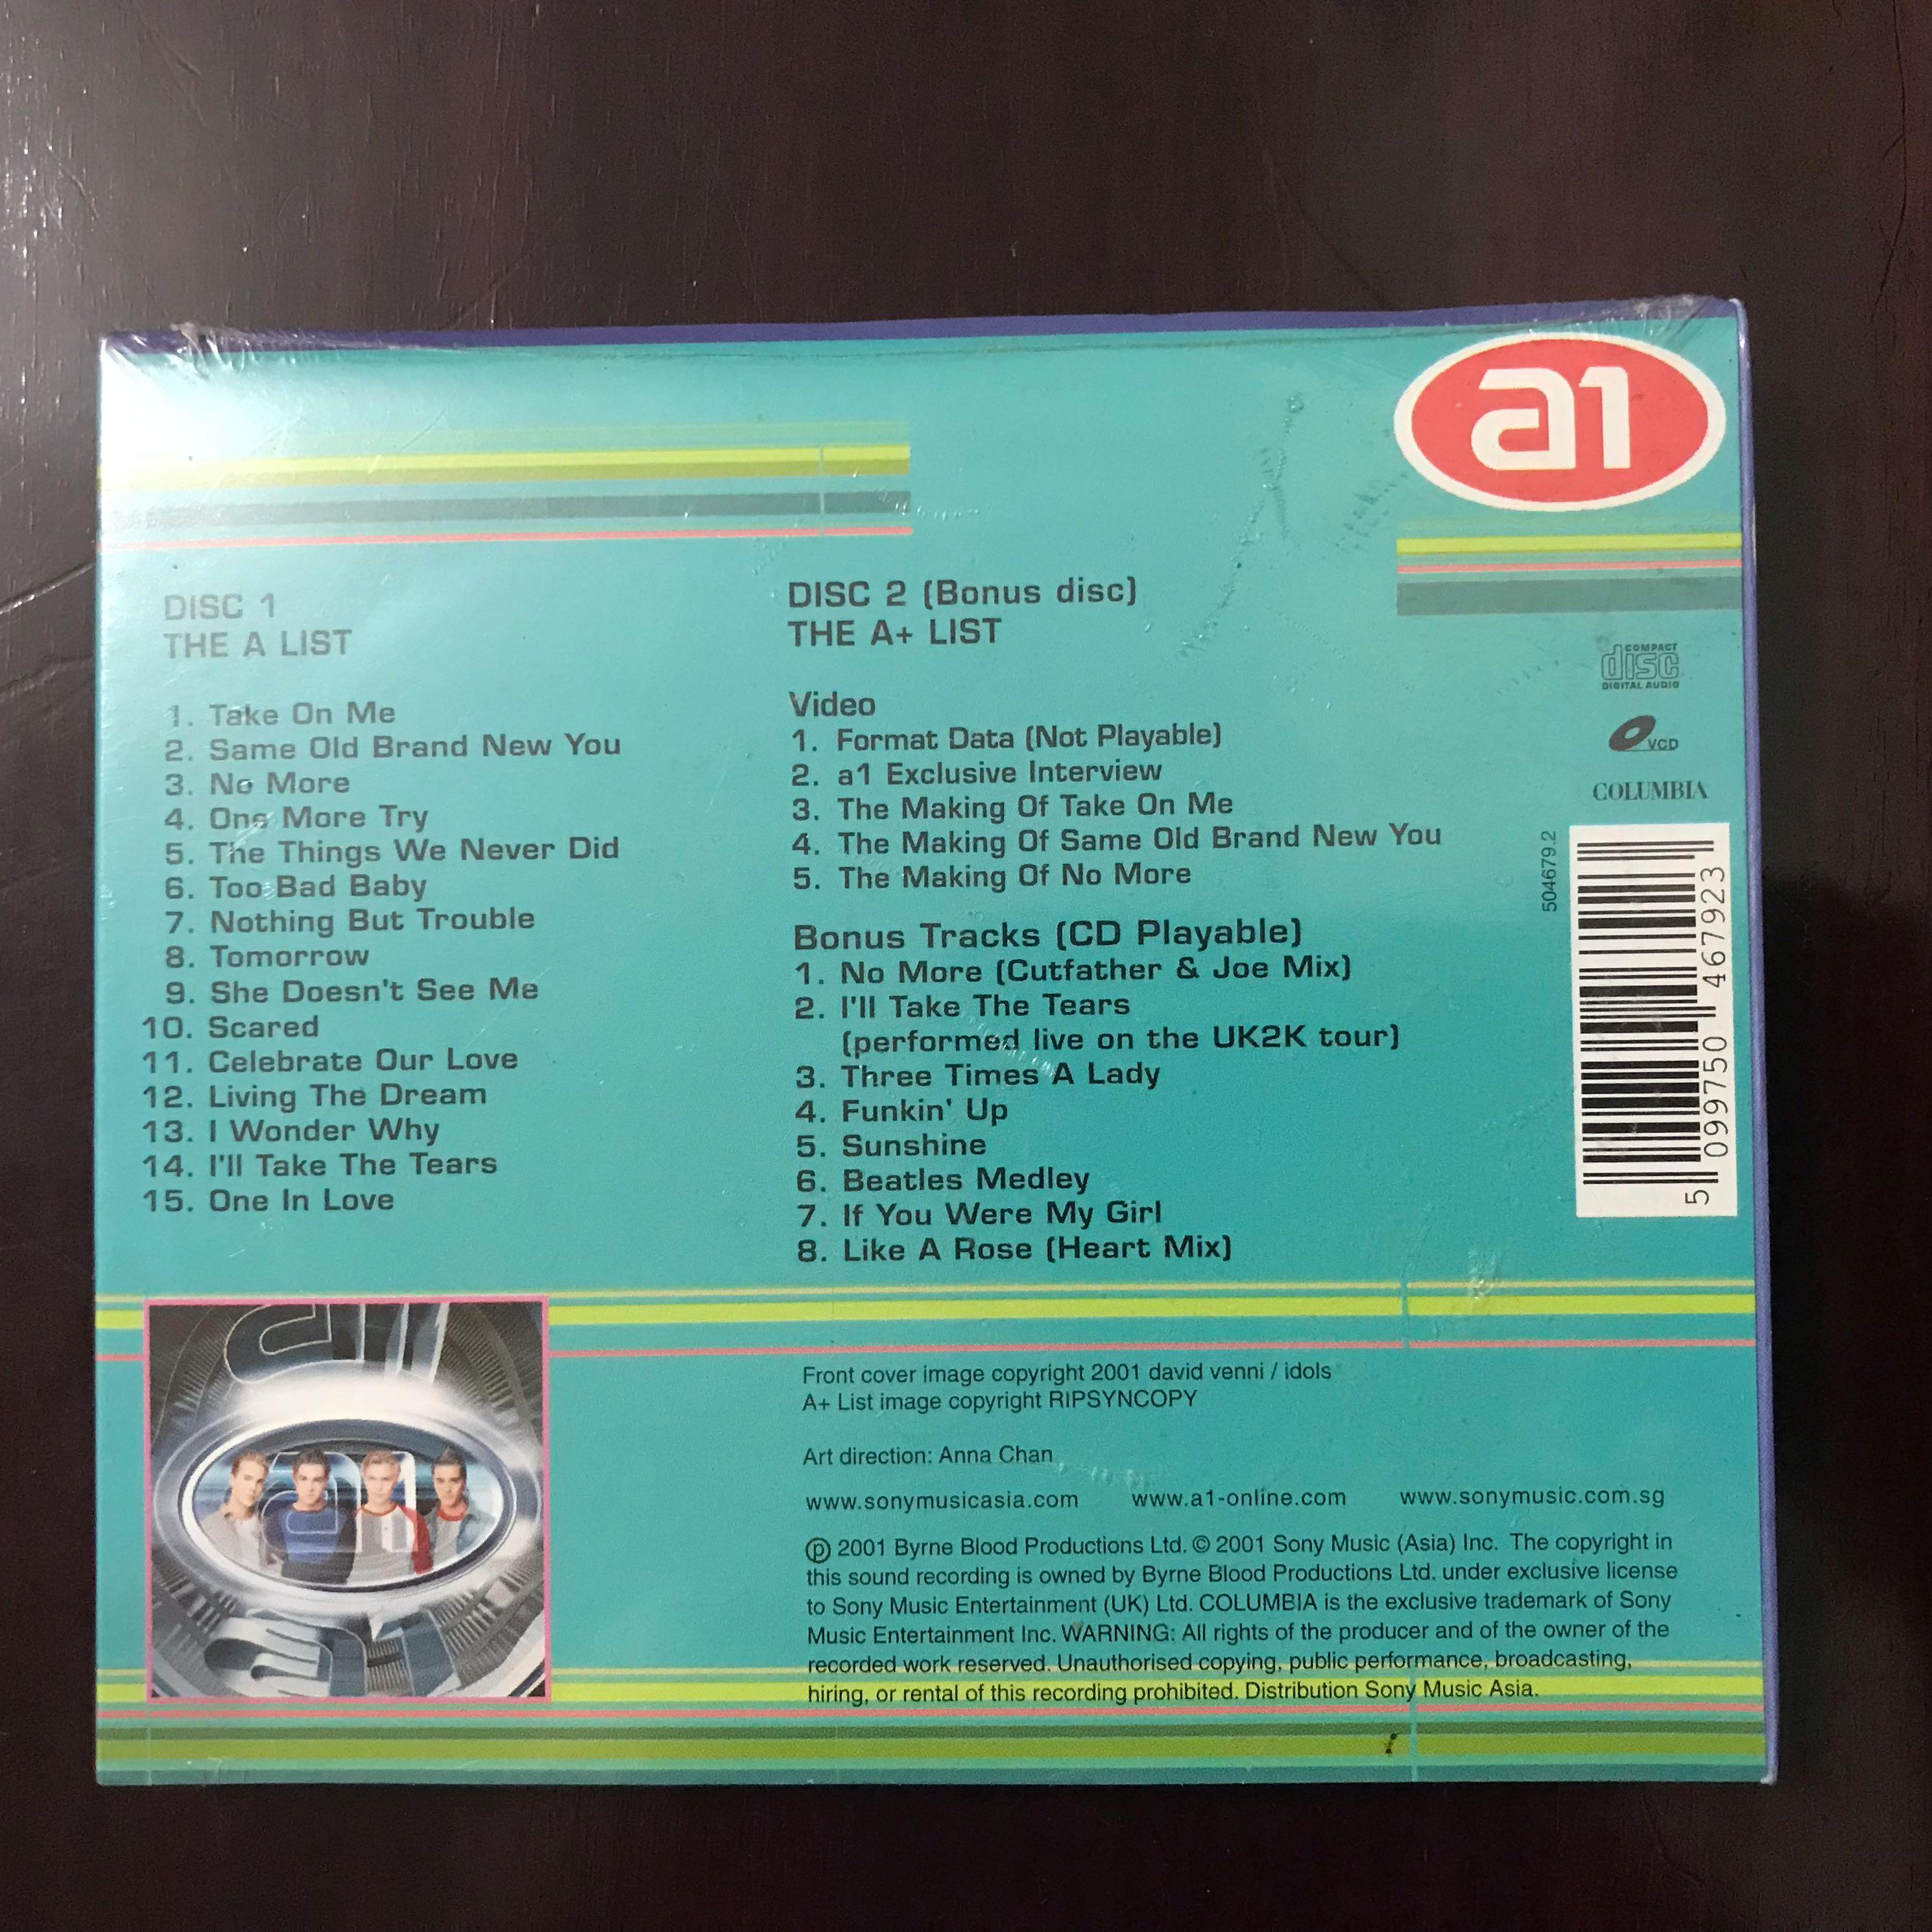 a1
DISC 1
THE A LIST
1. Take On Me
2. Same Old Brand New You
3. No More
4. One More Try
5. The Things We Never Did
6. Too Bad Baby
7. Nothing But Trouble
8. Tomorrow
9. She Doesn't See Me
10. Scared
11. Celebrate Our Love
12. Living The Dream
13. I Wonder Why
14. I'll Take The Tears
15. One In Love
DISC 2 (Bonus disc)
THE A+ LIST
Video
1. Format Data (Not Playable)
2. a1 Exclusive Interview
3. The Making Of Take On Me
4. The Making Of Same Old Brand New You
5. The Making Of No More
Bonus Tracks (CD Playable)
1. No More (Cutfather & Joe Mix)
2. I'll Take The Tears
(performed live on the UK2K tour)
3. Three Times A Lady
4. Funkin' Up
5. Sunshine
6. Beatles Medley
7. If You Were My Girl
8. Like A Rose (Heart Mix)
COMPACT
disc
DIGITAL AUDIO
VCD
COLUMBIA
504679.2
5 099750 467923
a1
Front cover image copyright 2001 david venni / idols
A+ List image copyright RIPSYNCOPY
Art direction: Anna Chan
www.sonymusicasia.com www.a1-online.com www.sonymusic.com.sg
℗ 2001 Byrne Blood Productions Ltd. © 2001 Sony Music (Asia) Inc. The copyright in
this sound recording is owned by Byrne Blood Productions Ltd. under exclusive license
to Sony Music Entertainment (UK) Ltd. COLUMBIA is the exclusive trademark of Sony
Music Entertainment Inc. WARNING: All rights of the producer and of the owner of the
recorded work reserved. Unauthorised copying, public performance, broadcasting,
hiring, or rental of this recording prohibited. Distribution Sony Music Asia.